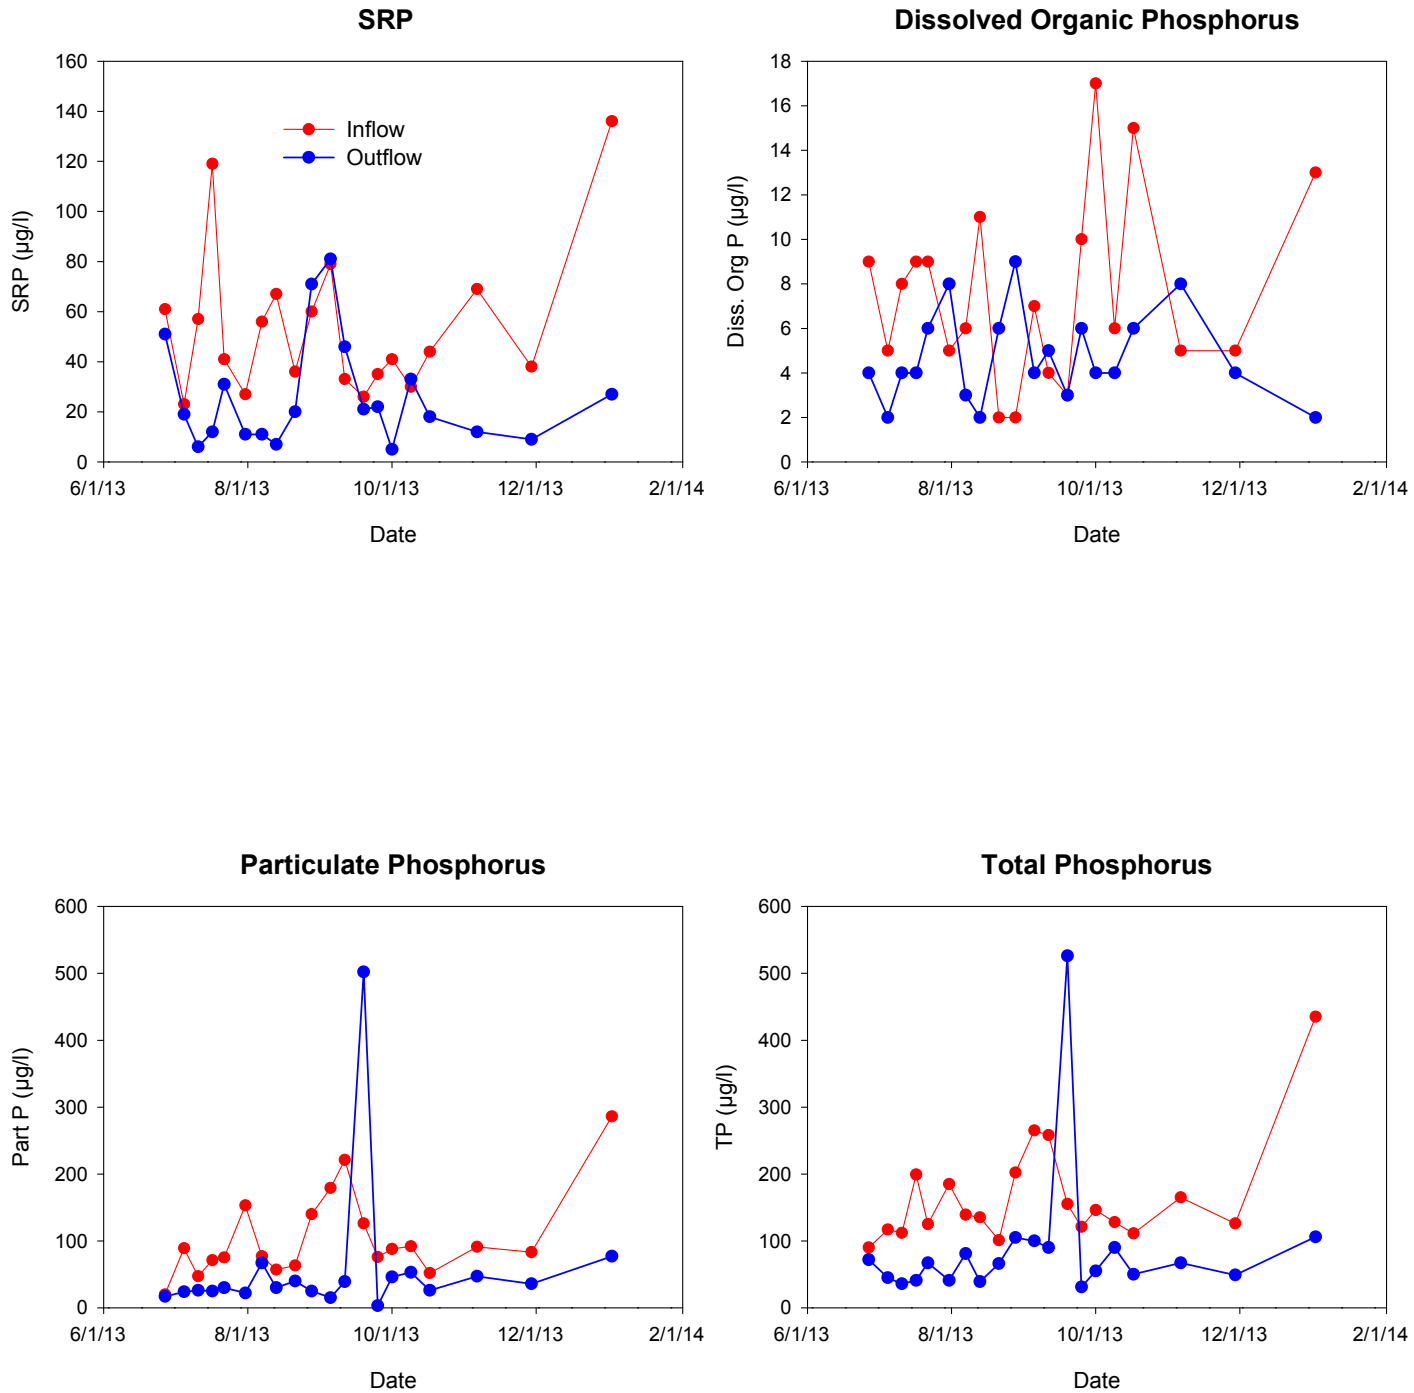 SRP
160
140
120
100
80
60
40
20
0
SRP (µg/l)
Inflow
Outflow
6/1/13 8/1/13 10/1/13 12/1/13 2/1/14
Date
Dissolved Organic Phosphorus
18
16
14
12
10
8
6
4
2
0
Diss. Org P (µg/l)
6/1/13 8/1/13 10/1/13 12/1/13 2/1/14
Date
Particulate Phosphorus
600
500
400
300
200
100
0
Part P (µg/l)
6/1/13 8/1/13 10/1/13 12/1/13 2/1/14
Date
Total Phosphorus
600
500
400
300
200
100
0
TP (µg/l)
6/1/13 8/1/13 10/1/13 12/1/13 2/1/14
Date